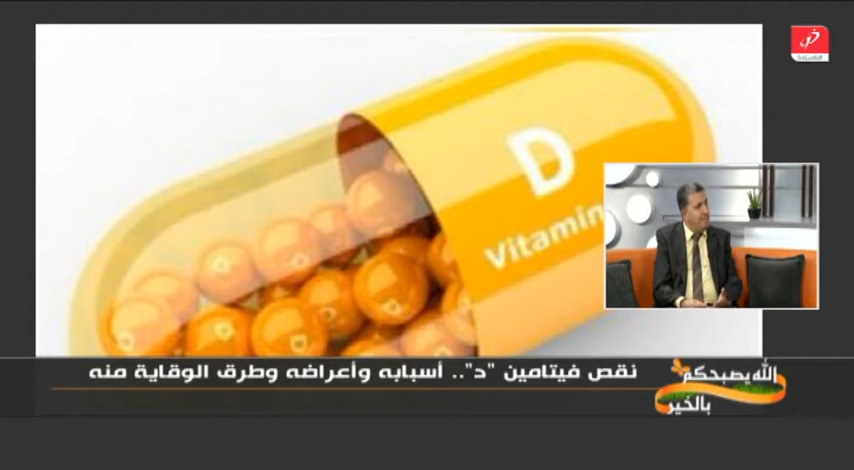 D
Vitamin
نقص فيتامين "د".. أسبابه وأعراضه وطرق الوقاية منه
الله يصبحكم
بالخير